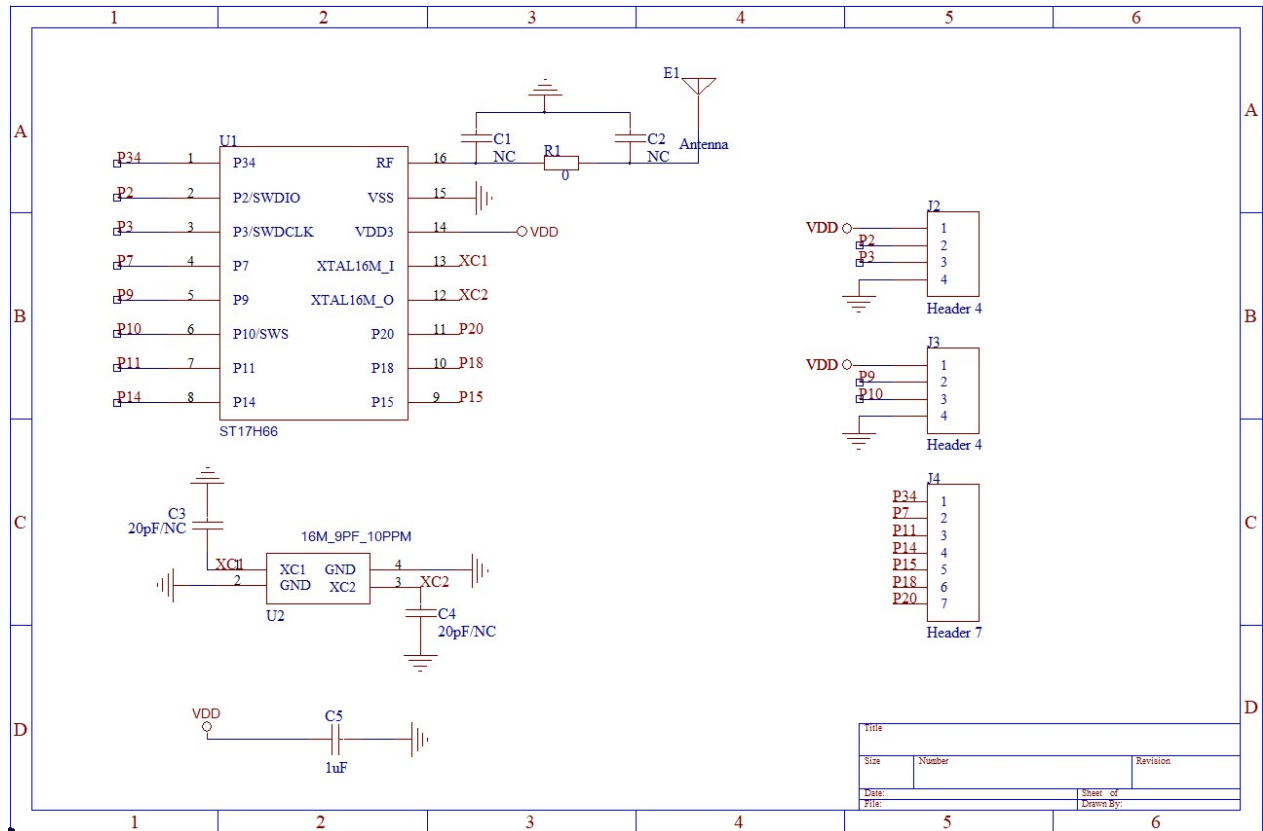 1 2 3 4 5 6
A
A
E1
Antenna
C1
NC
R1
0
C2
NC
U1
P34 1 P34 RF 16
P2 2 P2/SWDIO VSS 15
P3 3 P3/SWDCLK VDD3 14 VDD
P7 4 P7 XTAL16M_I 13 XC1
P9 5 P9 XTAL16M_O 12 XC2
P10 6 P10/SWS P20 11 P20
P11 7 P11 P18 10 P18
P14 8 P14 P15 9 P15
ST17H66
B
B
J2
VDD 1
P2 2
P3 3
4
Header 4
J3
VDD 1
P9 2
P10 3
4
Header 4
C
C
C3
20pF/NC
16M_9PF_10PPM
XC1 1 XC1 GND 4
2 GND XC2 3 XC2
U2
C4
20pF/NC
J4
P34 1
P7 2
P11 3
P14 4
P15 5
P18 6
P20 7
Header 7
D
D
VDD
C5
1uF
Title
Size Number Revision
Date: Sheet of
File: Drawn By:
1 2 3 4 5 6